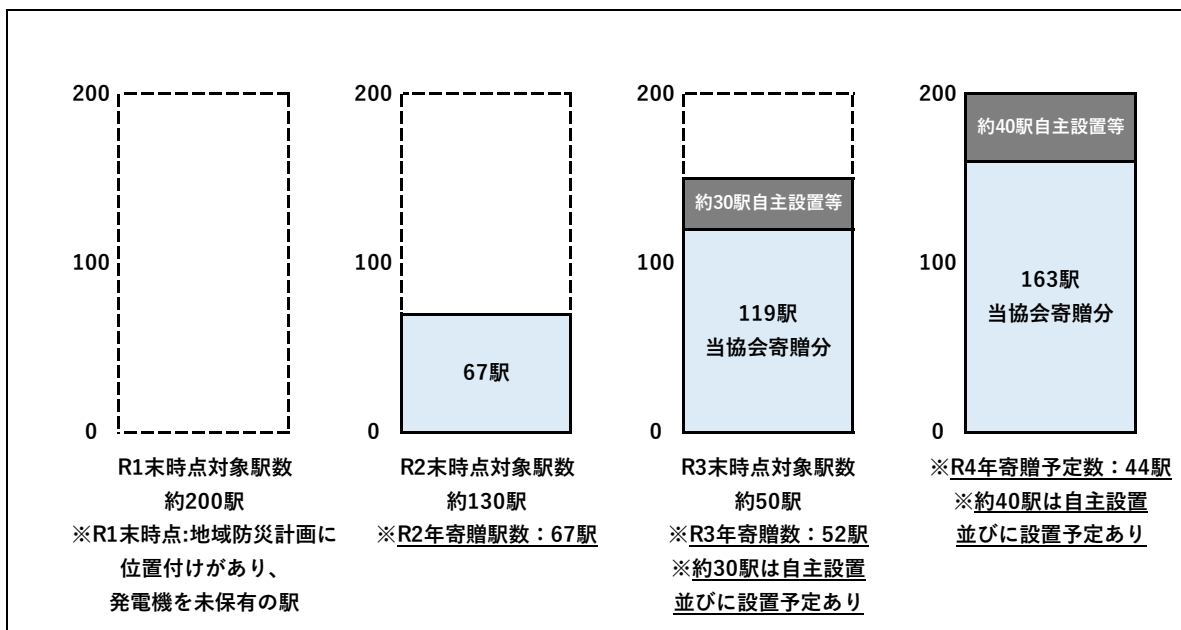 200
100
0
R1末時点対象駅数
約200駅
※R1末時点:地域防災計画に
位置付けがあり、
発電機を未保有の駅
200
100
0
67駅
R2末時点対象駅数
約130駅
※R2年寄贈駅数：67駅
200
100
0
約30駅自主設置等
119駅
当協会寄贈分
R3末時点対象駅数
約50駅
※R3年寄贈数：52駅
※約30駅は自主設置
並びに設置予定あり
200
100
0
約40駅自主設置等
163駅
当協会寄贈分
※R4年寄贈予定数：44駅
※約40駅は自主設置
並びに設置予定あり